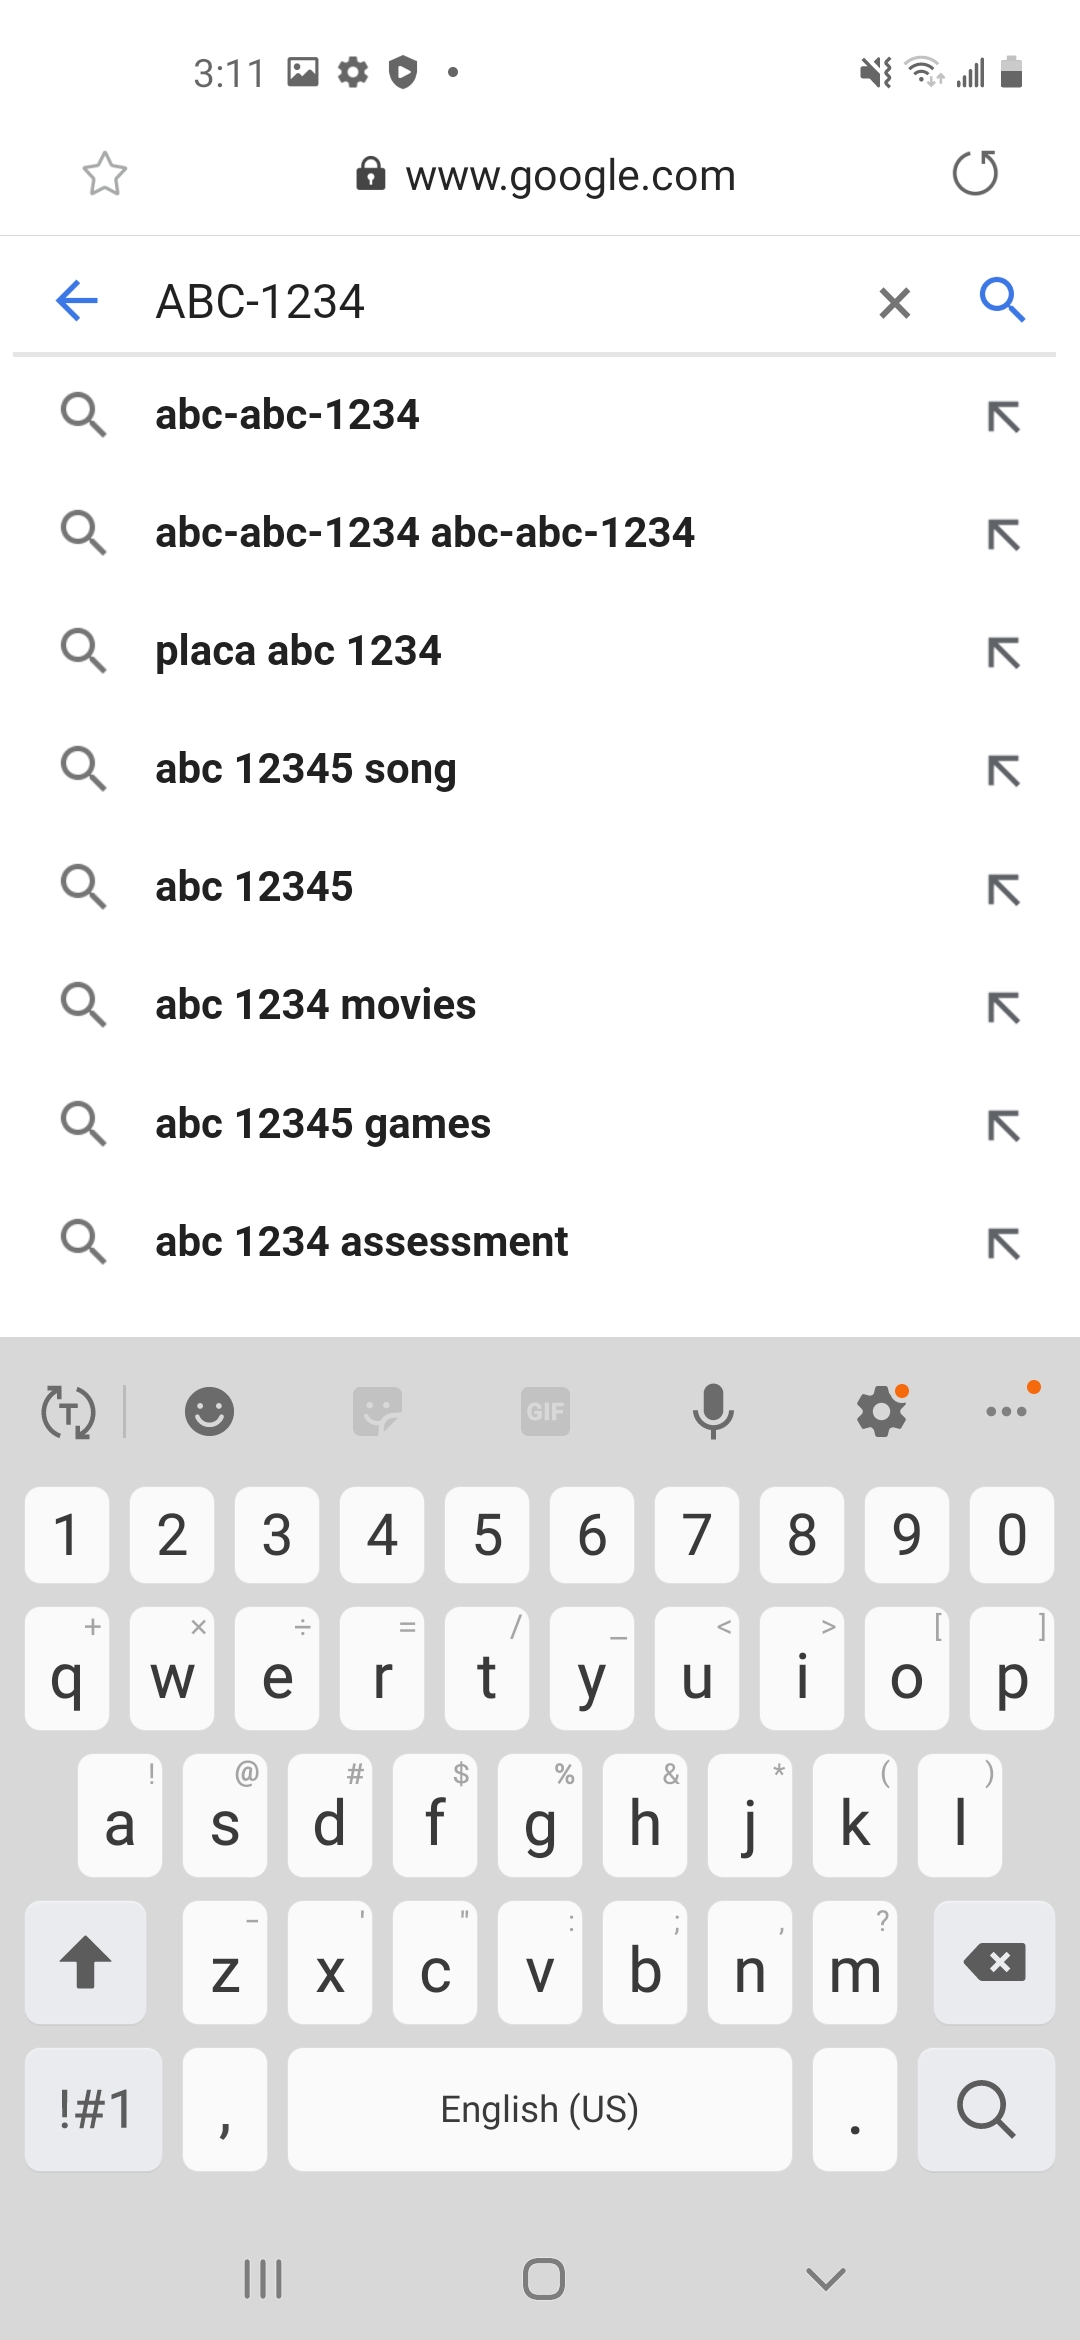 3:11
www.google.com
ABC-1234
abc-abc-1234
abc-abc-1234 abc-abc-1234
placa abc 1234
abc 12345 song
abc 12345
abc 1234 movies
abc 12345 games
abc 1234 assessment
T GIF
1 2 3 4 5 6 7 8 9 0
+ × ÷ = / _ < > [ ]
q w e r t y u i o p
! @ # $ % & * ( )
a s d f g h j k l
- ' " : ; , ?
z x c v b n m
!#1 , English (US) .